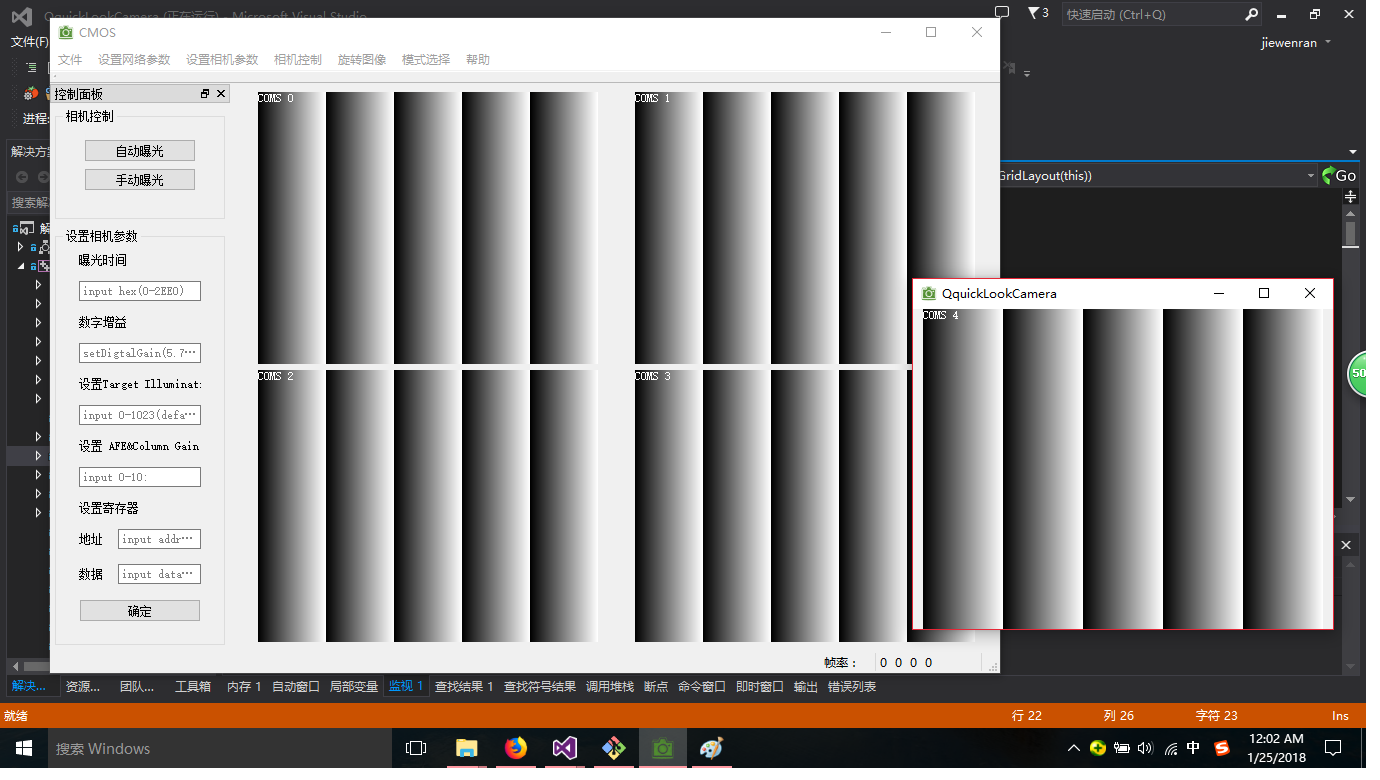 QquickLookCamera (正在运行) - Microsoft Visual Studio
3
快速启动 (Ctrl+Q)
文件(F)
jiewenran
CMOS
文件 设置网络参数 设置相机参数 相机控制 旋转图像 模式选择 帮助
进程:
控制面板
相机控制
自动曝光
手动曝光
设置相机参数
曝光时间
input hex(0-2EE0)
数字增益
setDigtalGain(5.7···
设置Target Illuminat
input 0-1023(defa···
设置 AFE&Column Gain
input 0-10:
设置寄存器
地址 input addr···
数据 input data···
确定
COMS 0
COMS 1
COMS 2
COMS 3
帧率: 0 0 0 0
解决方
搜索解
解
GridLayout(this))
Go
QquickLookCamera
COMS 4
50
解决... 资源... 团队... 工具箱 内存 1 自动窗口 局部变量 监视 1 查找结果 1 查找符号结果 调用堆栈 断点 命令窗口 即时窗口 输出 错误列表
就绪 行 22 列 26 字符 23 Ins
搜索 Windows
中
S
12:02 AM
1/25/2018